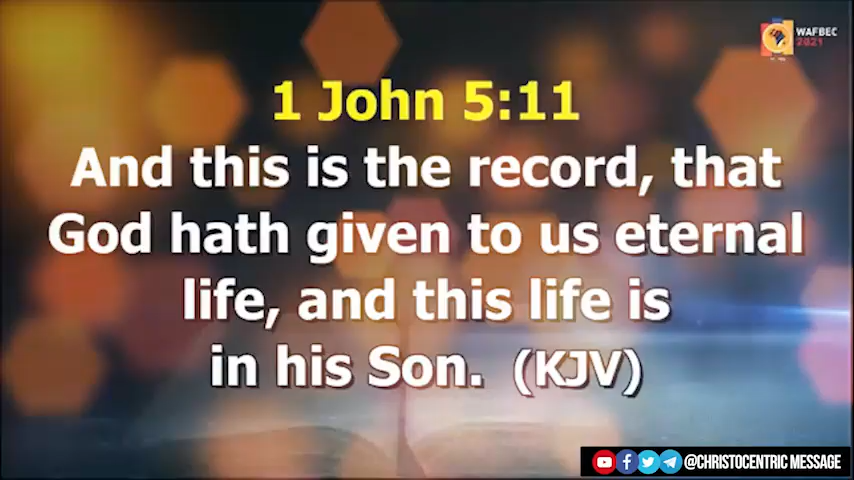 WAFBEC
2021
1 John 5:11
And this is the record, that
God hath given to us eternal
life, and this life is
in his Son. (KJV)
@CHRISTOCENTRIC MESSAGE